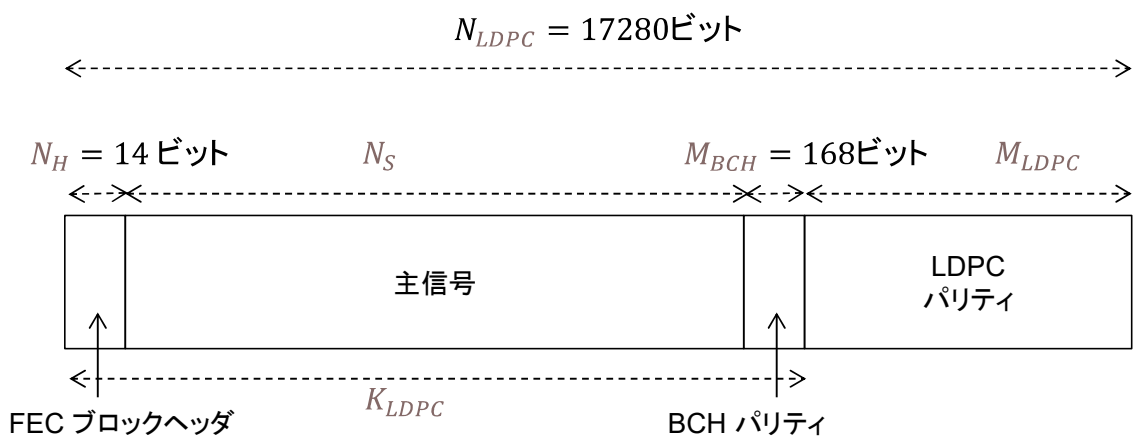 N_{LDPC} = 17280ビット
N_H = 14 ビット
N_S
M_{BCH} = 168ビット
M_{LDPC}
主信号
LDPC
パリティ
K_{LDPC}
FEC ブロックヘッダ
BCH パリティ